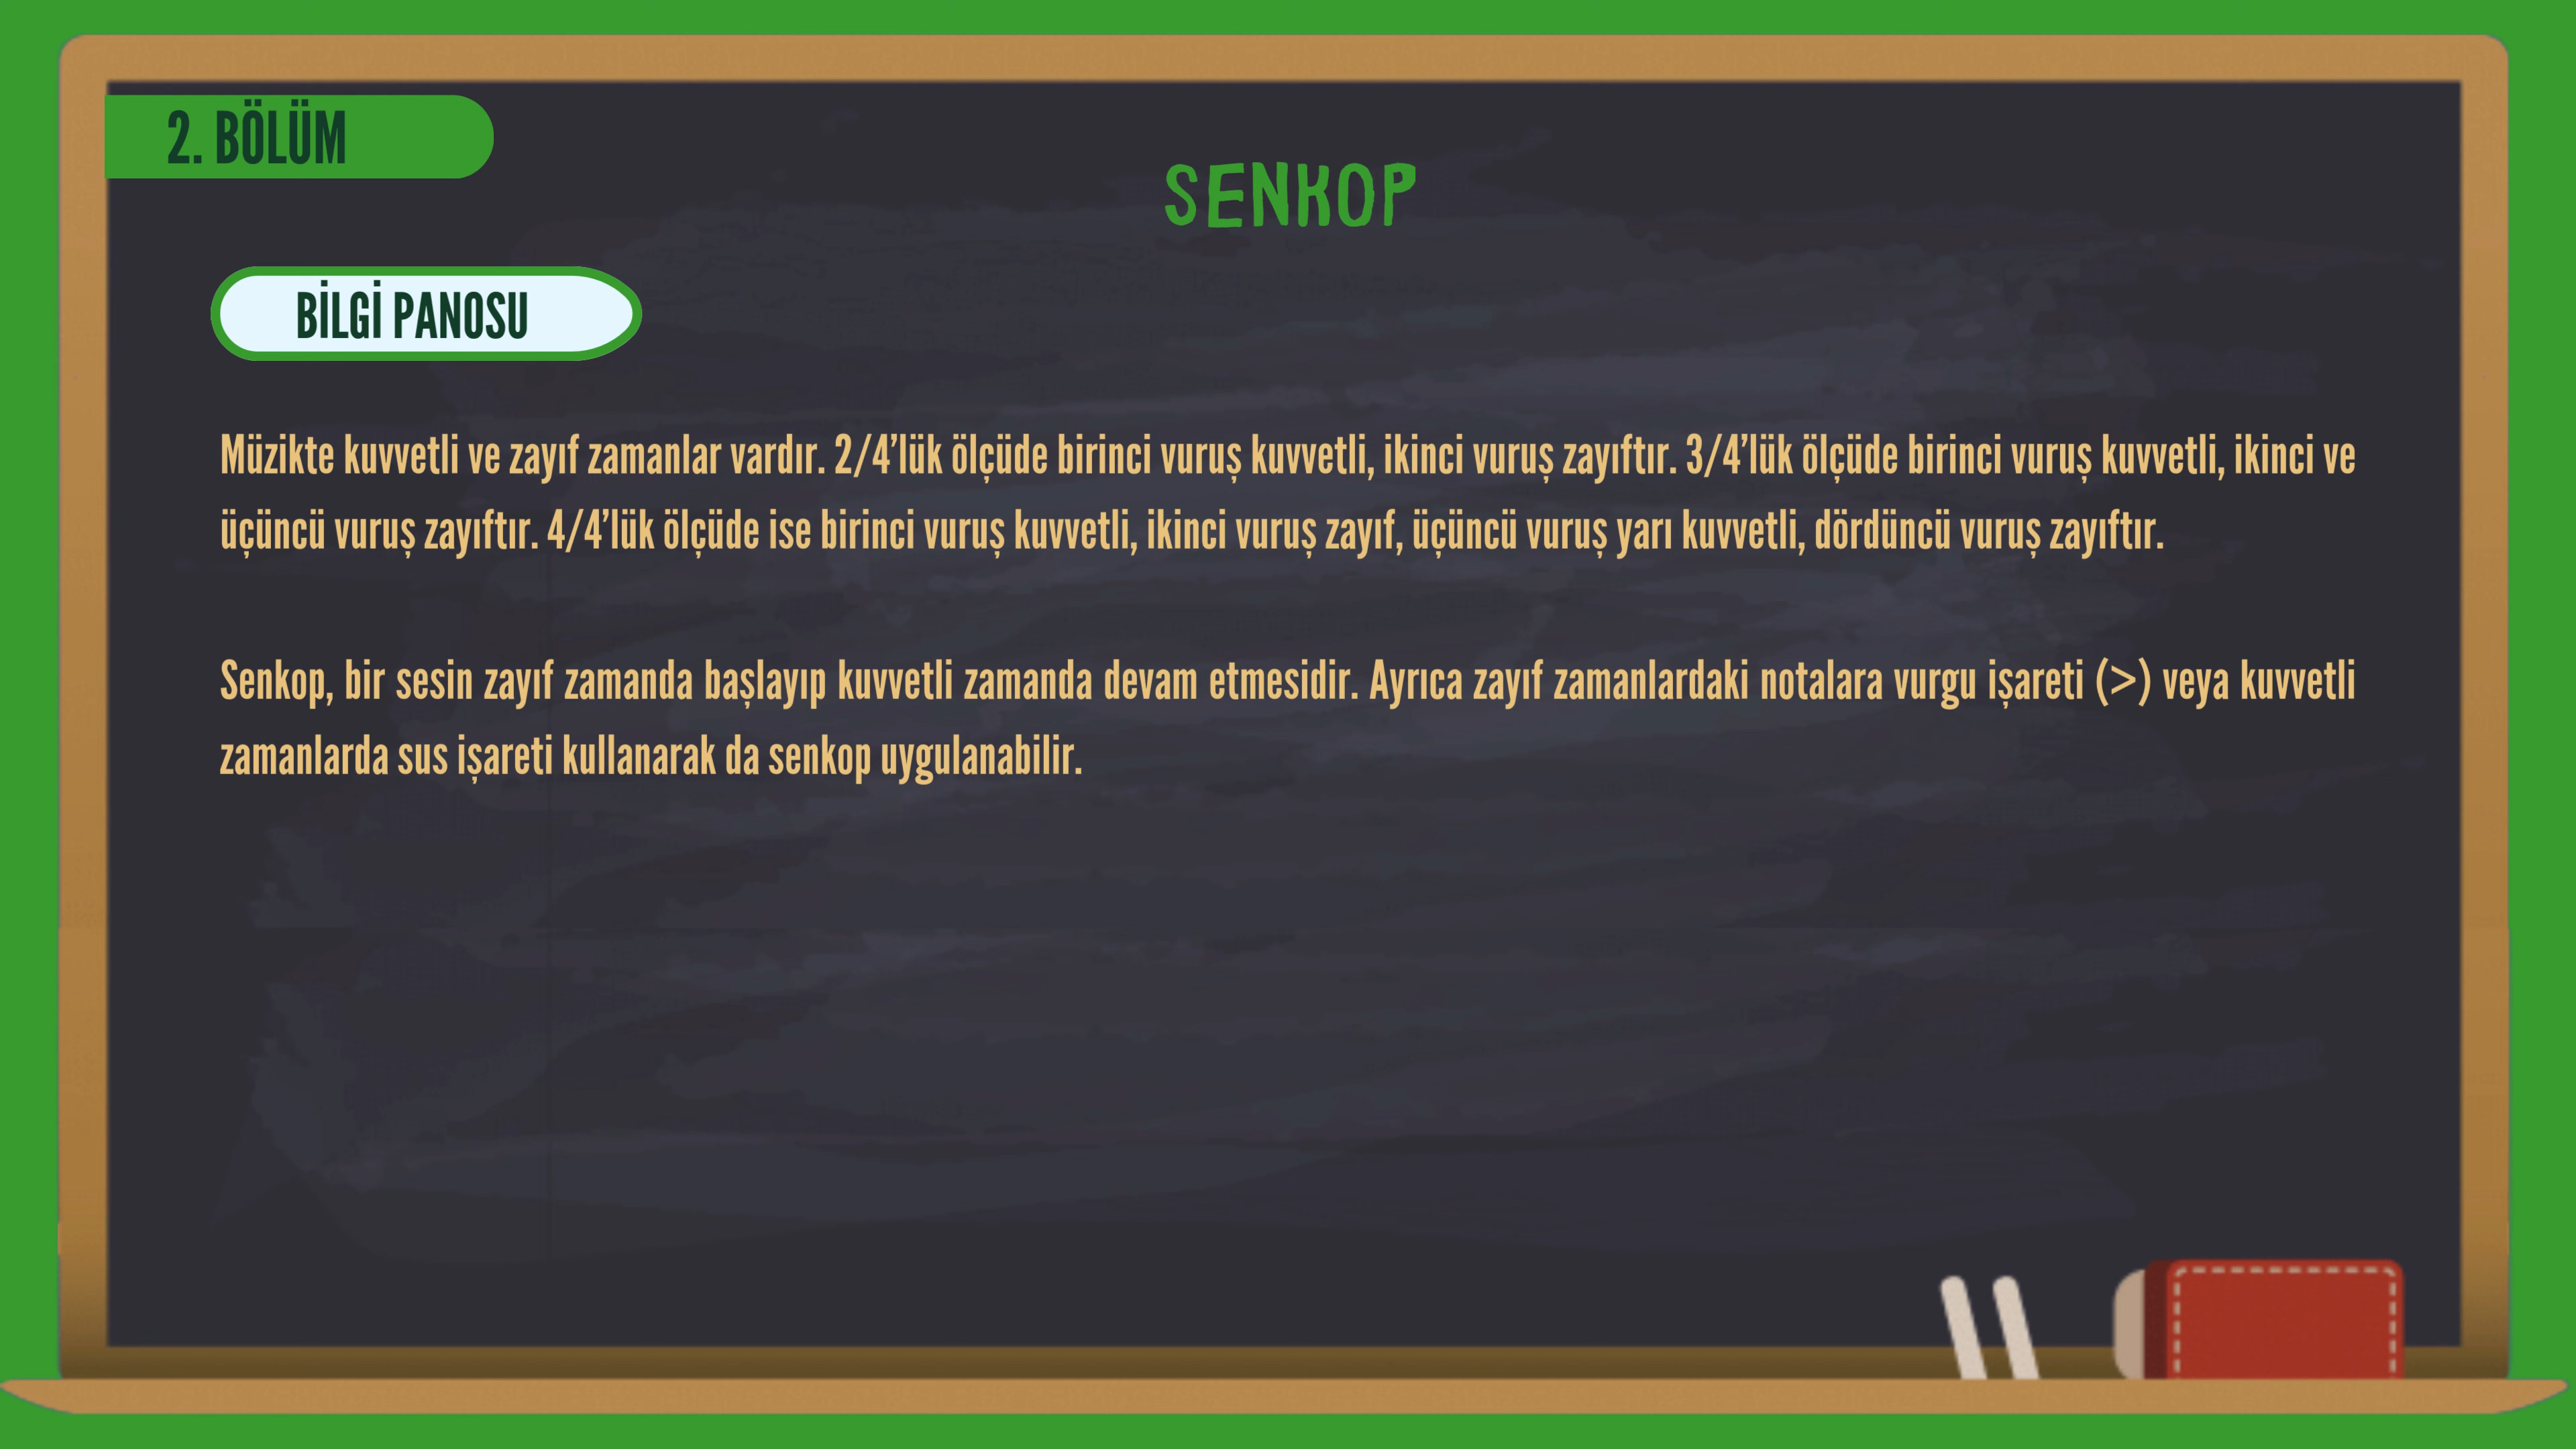 2. BÖLÜM
SENKOP
BİLGİ PANOSU
Müzikte kuvvetli ve zayıf zamanlar vardır. 2/4’lük ölçüde birinci vuruş kuvvetli, ikinci vuruş zayıftır. 3/4’lük ölçüde birinci vuruş kuvvetli, ikinci ve
üçüncü vuruş zayıftır. 4/4’lük ölçüde ise birinci vuruş kuvvetli, ikinci vuruş zayıf, üçüncü vuruş yarı kuvvetli, dördüncü vuruş zayıftır.
Senkop, bir sesin zayıf zamanda başlayıp kuvvetli zamanda devam etmesidir. Ayrıca zayıf zamanlardaki notalara vurgu işareti (>) veya kuvvetli
zamanlarda sus işareti kullanarak da senkop uygulanabilir.